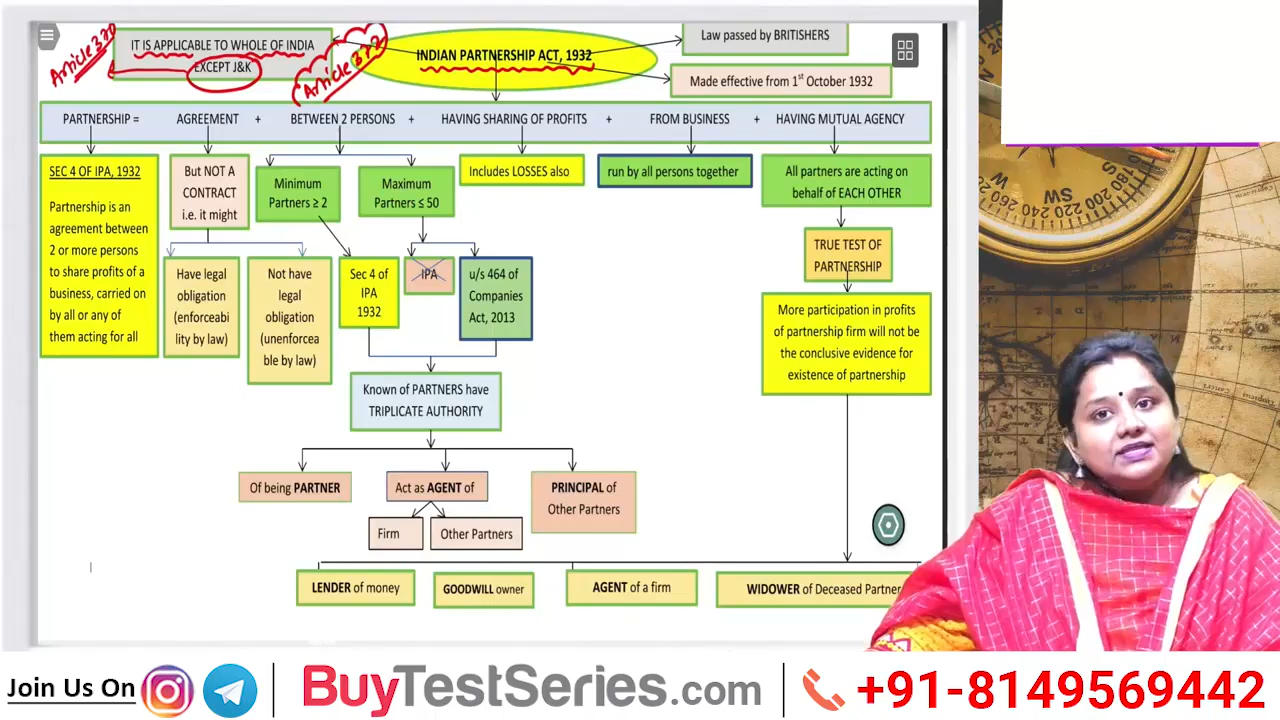 Article 370
IT IS APPLICABLE TO WHOLE OF INDIA
EXCEPT J&K
Article 370
INDIAN PARTNERSHIP ACT, 1932
Law passed by BRITISHERS
Made effective from 1st October 1932
PARTNERSHIP = AGREEMENT + BETWEEN 2 PERSONS + HAVING SHARING OF PROFITS + FROM BUSINESS + HAVING MUTUAL AGENCY
SEC 4 OF IPA, 1932
Partnership is an
agreement between
2 or more persons
to share profits of a
business, carried on
by all or any of
them acting for all
But NOT A
CONTRACT
i.e. it might
Have legal
obligation
(enforceabi
lity by law)
Not have
legal
obligation
(unenforcea
ble by law)
Minimum
Partners ≥ 2
Maximum
Partners ≤ 50
Sec 4 of
IPA
1932
IPA
u/s 464 of
Companies
Act, 2013
Includes LOSSES also
run by all persons together
All partners are acting on
behalf of EACH OTHER
TRUE TEST OF
PARTNERSHIP
More participation in profits
of partnership firm will not be
the conclusive evidence for
existence of partnership
Known of PARTNERS have
TRIPLICATE AUTHORITY
Of being PARTNER
Act as AGENT of
Firm
Other Partners
PRINCIPAL of
Other Partners
LENDER of money
GOODWILL owner
AGENT of a firm
WIDOWER of Deceased Partner
Join Us On
BuyTestSeries.com
+91-8149569442